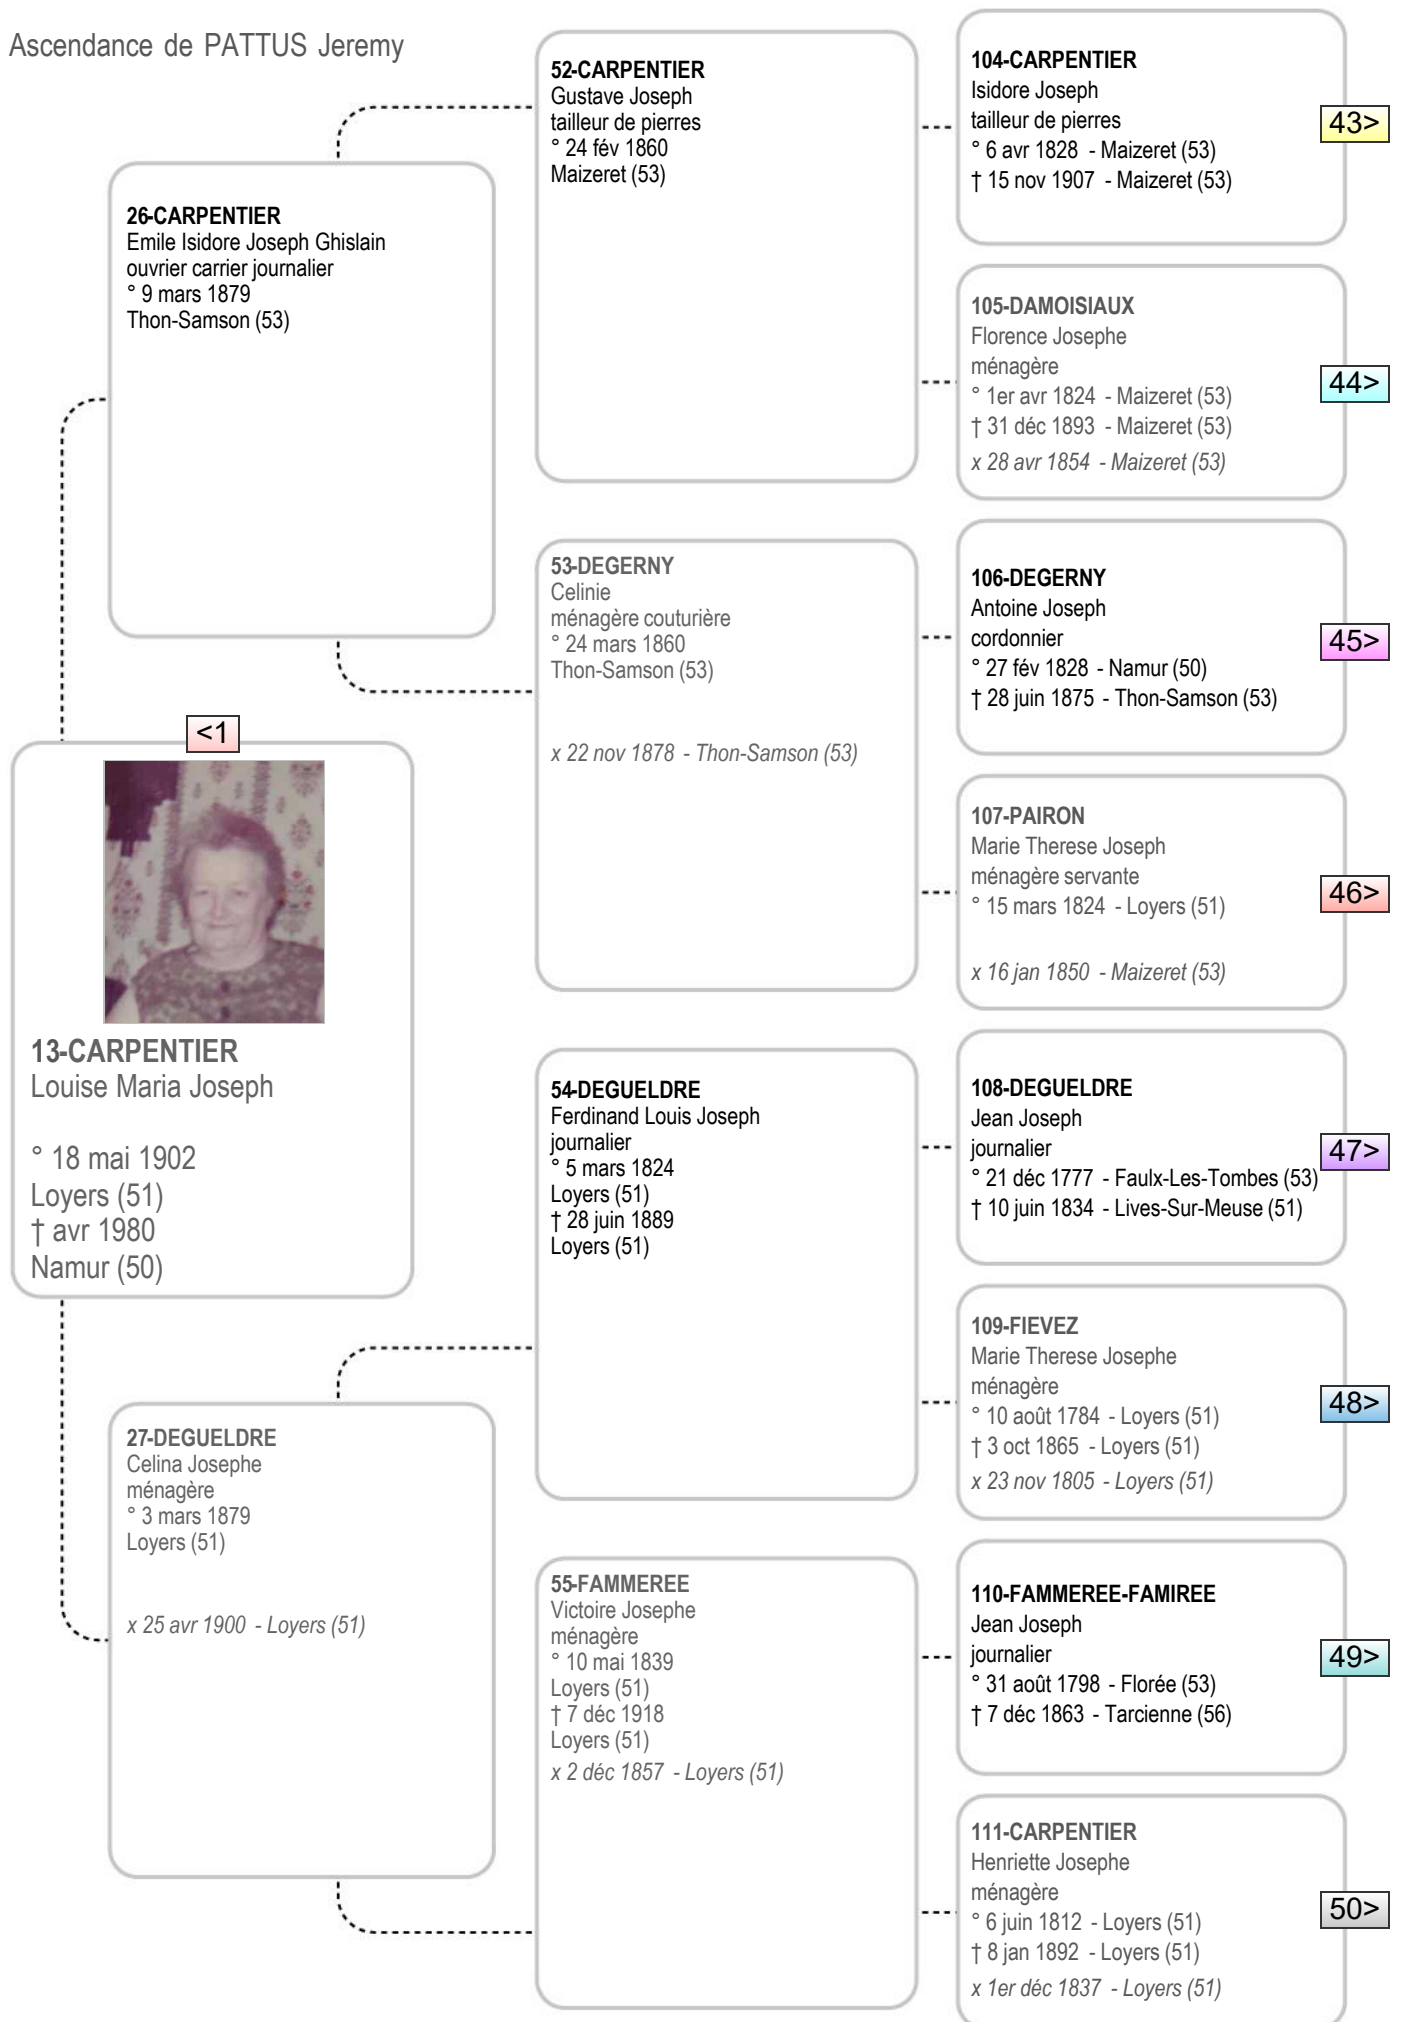 Ascendance de PATTUS Jeremy
<1
13-CARPENTIER
Louise Maria Joseph
° 18 mai 1902
Loyers (51)
† avr 1980
Namur (50)
26-CARPENTIER
Emile Isidore Joseph Ghislain
ouvrier carrier journalier
° 9 mars 1879
Thon-Samson (53)
27-DEGUELDRE
Celina Josephe
ménagère
° 3 mars 1879
Loyers (51)
x 25 avr 1900 - Loyers (51)
52-CARPENTIER
Gustave Joseph
tailleur de pierres
° 24 fév 1860
Maizeret (53)
53-DEGERNY
Celinie
ménagère couturière
° 24 mars 1860
Thon-Samson (53)
x 22 nov 1878 - Thon-Samson (53)
54-DEGUELDRE
Ferdinand Louis Joseph
journalier
° 5 mars 1824
Loyers (51)
† 28 juin 1889
Loyers (51)
55-FAMMEREE
Victoire Josephe
ménagère
° 10 mai 1839
Loyers (51)
† 7 déc 1918
Loyers (51)
x 2 déc 1857 - Loyers (51)
104-CARPENTIER
Isidore Joseph
tailleur de pierres
° 6 avr 1828 - Maizeret (53)
† 15 nov 1907 - Maizeret (53)
43>
105-DAMOISIAUX
Florence Josephe
ménagère
° 1er avr 1824 - Maizeret (53)
† 31 déc 1893 - Maizeret (53)
x 28 avr 1854 - Maizeret (53)
44>
106-DEGERNY
Antoine Joseph
cordonnier
° 27 fév 1828 - Namur (50)
† 28 juin 1875 - Thon-Samson (53)
45>
107-PAIRON
Marie Therese Joseph
ménagère servante
° 15 mars 1824 - Loyers (51)
x 16 jan 1850 - Maizeret (53)
46>
108-DEGUELDRE
Jean Joseph
journalier
° 21 déc 1777 - Faulx-Les-Tombes (53)
† 10 juin 1834 - Lives-Sur-Meuse (51)
47>
109-FIEVEZ
Marie Therese Josephe
ménagère
° 10 août 1784 - Loyers (51)
† 3 oct 1865 - Loyers (51)
x 23 nov 1805 - Loyers (51)
48>
110-FAMMEREE-FAMIREE
Jean Joseph
journalier
° 31 août 1798 - Florée (53)
† 7 déc 1863 - Tarcienne (56)
49>
111-CARPENTIER
Henriette Josephe
ménagère
° 6 juin 1812 - Loyers (51)
† 8 jan 1892 - Loyers (51)
x 1er déc 1837 - Loyers (51)
50>